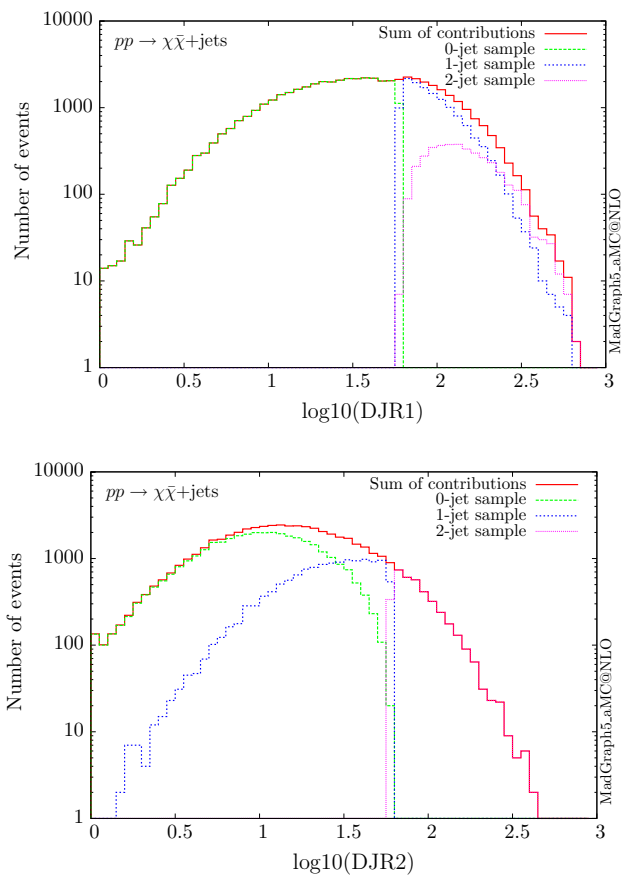 10000
1000
100
10
1
Number of events
pp → χχ̄+jets
Sum of contributions
0-jet sample
1-jet sample
2-jet sample
MadGraph5_aMC@NLO
0 0.5 1 1.5 2 2.5 3
log10(DJR1)
10000
1000
100
10
1
Number of events
pp → χχ̄+jets
Sum of contributions
0-jet sample
1-jet sample
2-jet sample
MadGraph5_aMC@NLO
0 0.5 1 1.5 2 2.5 3
log10(DJR2)